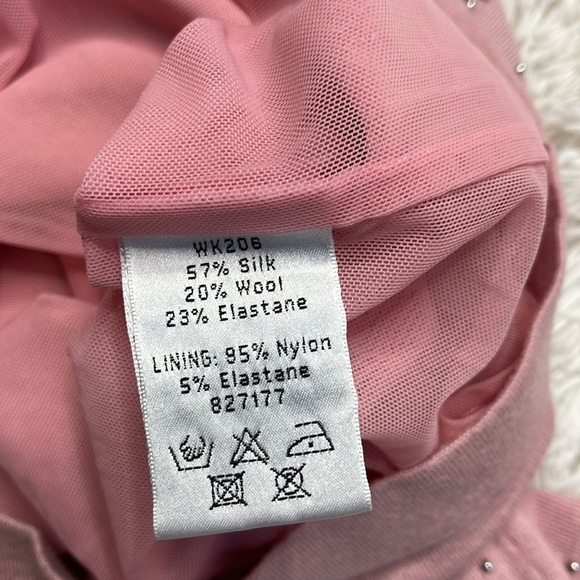 WK206
57% Silk
20% Wool
23% Elastane
LINING: 95% Nylon
5% Elastane
827177